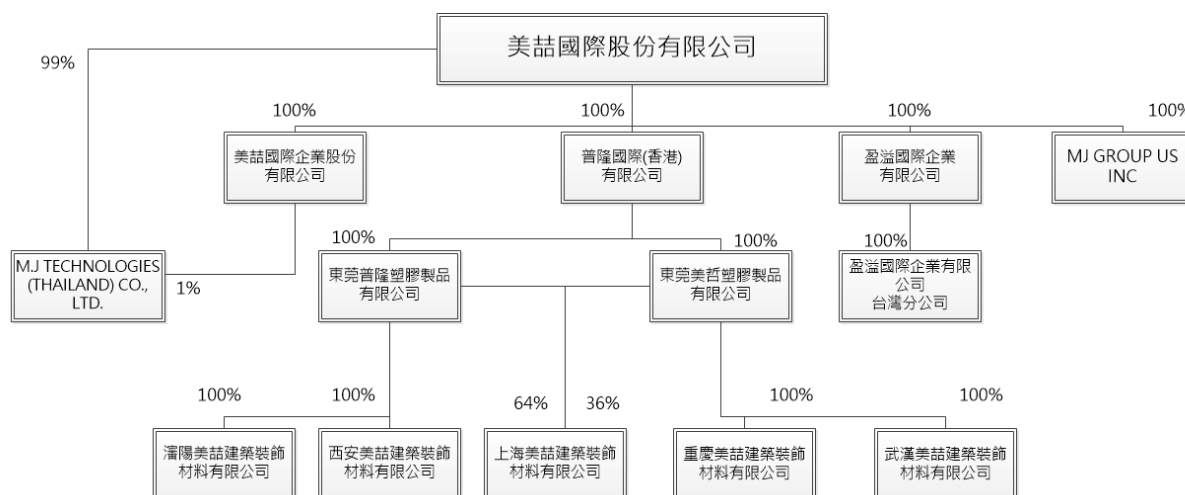 美喆國際股份有限公司
99%
100%
100%
100%
100%
美喆國際企業股份
有限公司
普隆國際(香港)
有限公司
盈溢國際企業
有限公司
MJ GROUP US
INC
100%
100%
100%
M.J TECHNOLOGIES
(THAILAND) CO.,
LTD.
1%
東莞普隆塑膠製品
有限公司
東莞美哲塑膠製品
有限公司
盈溢國際企業有限
公司
台灣分公司
100%
100%
64%
36%
100%
100%
瀋陽美喆建築裝飾
材料有限公司
西安美喆建築裝飾
材料有限公司
上海美喆建築裝飾
材料有限公司
重慶美喆建築裝飾
材料有限公司
武漢美喆建築裝飾
材料有限公司